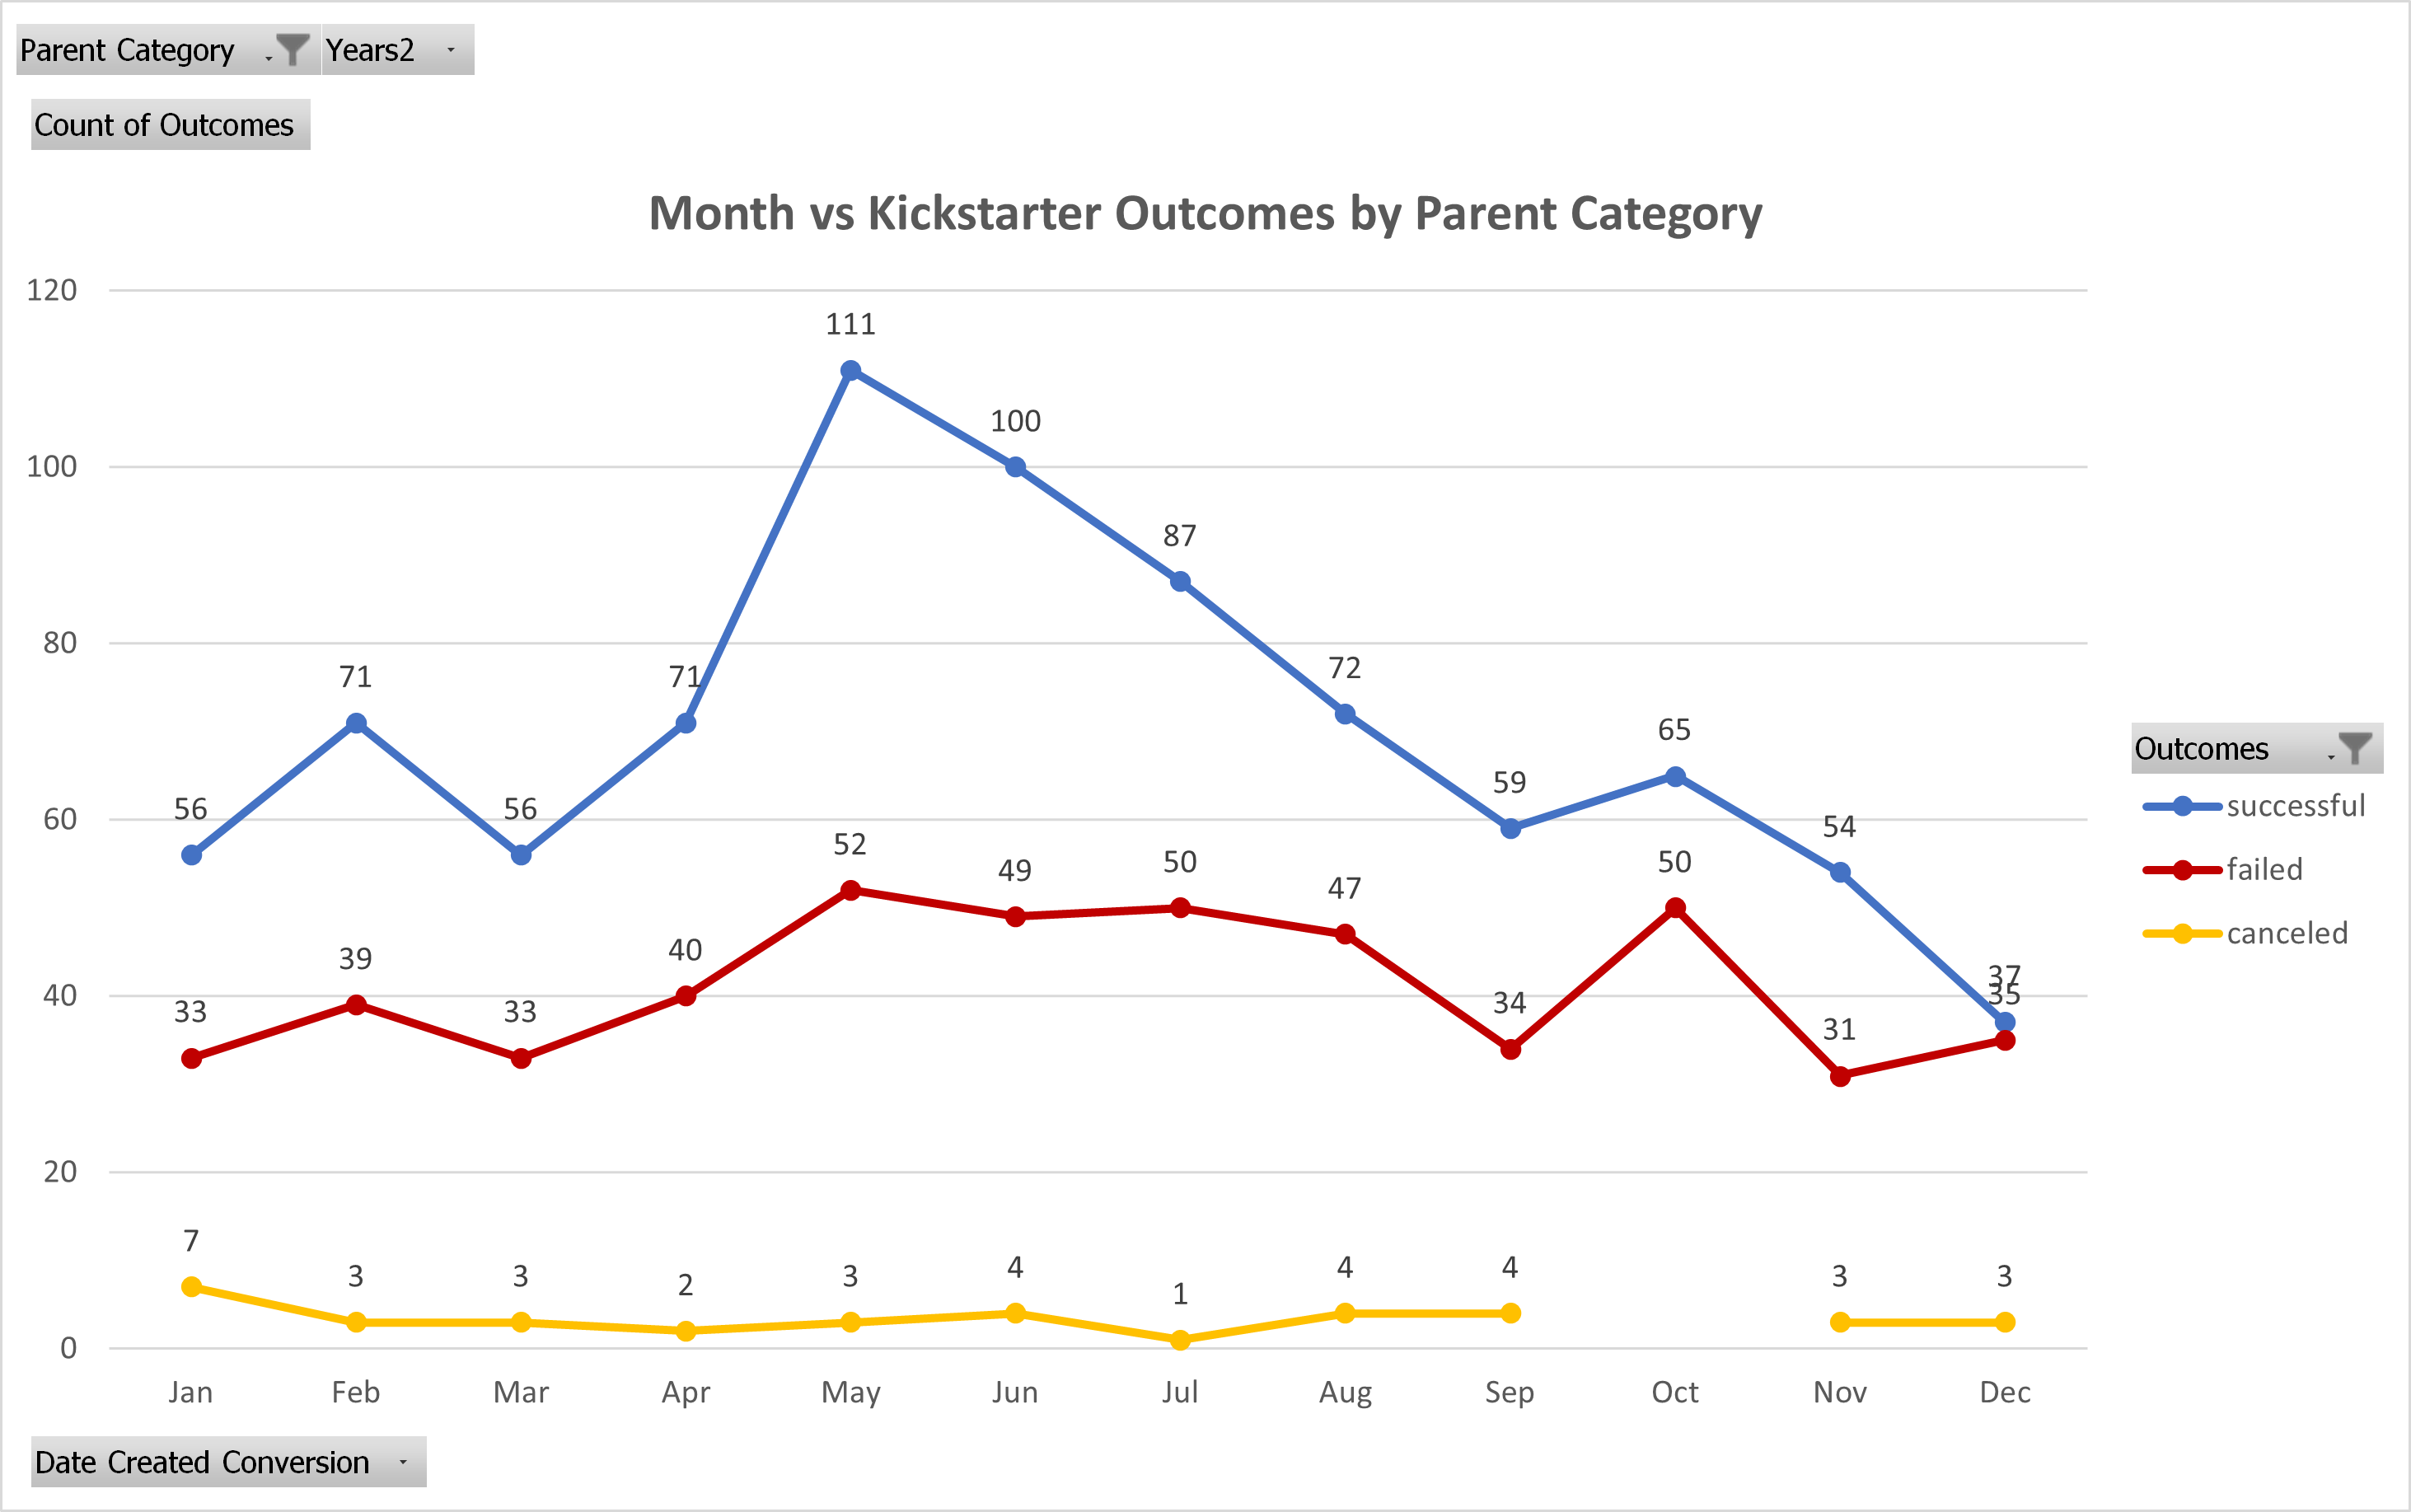 Parent Category Years2
Count of Outcomes
Month vs Kickstarter Outcomes by Parent Category
120
111
100
100
87
80
71 71 72
65
Outcomes
successful
failed
canceled
60
56 56 59 54
52 49 50 47 50
40
39 40 37
33 33 34 31 35
20
7 3 3 2 3 4 1 4 4 3 3
0
Jan Feb Mar Apr May Jun Jul Aug Sep Oct Nov Dec
Date Created Conversion